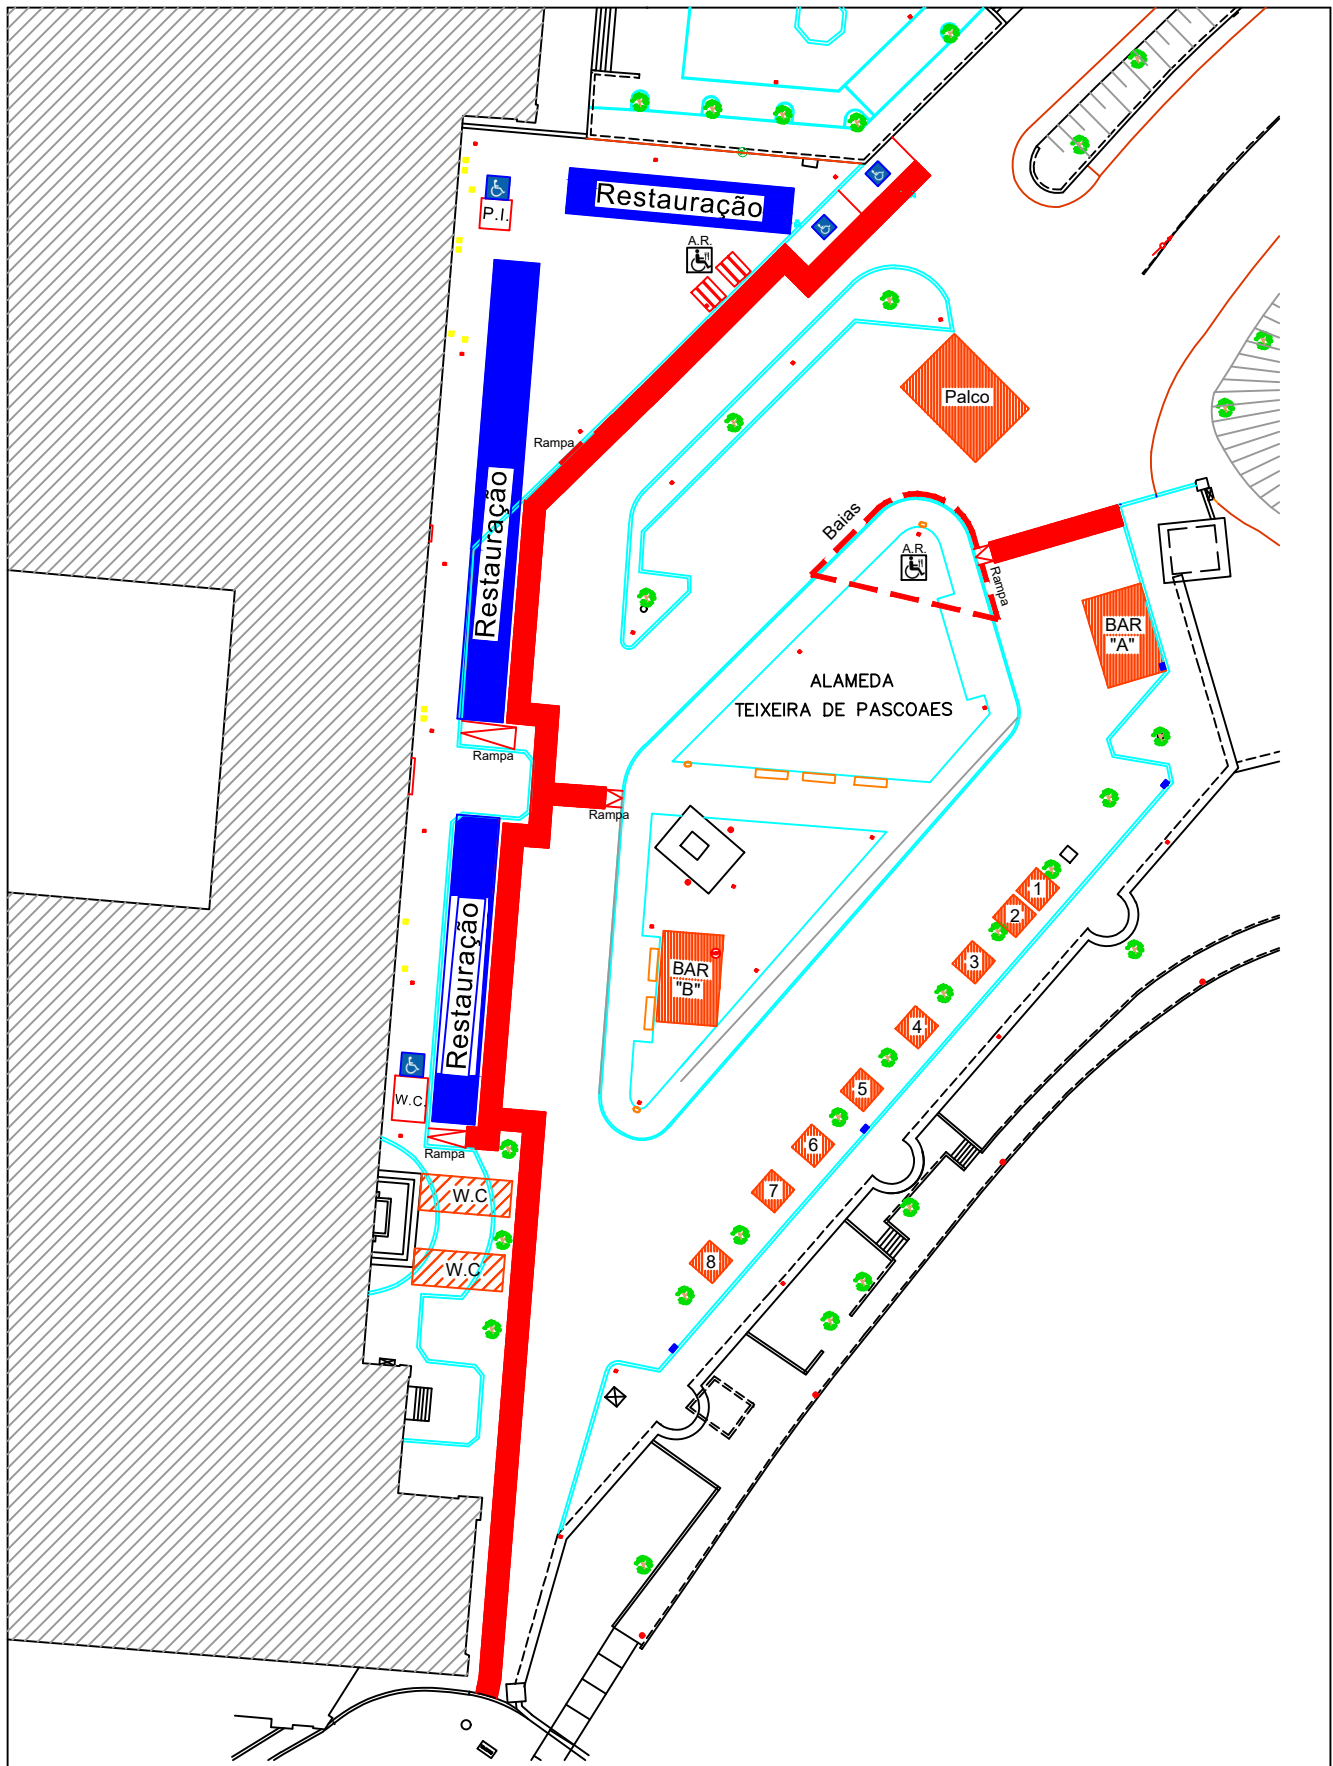 Restauração
P.I.
A.R.
Palco
Rampa
Restauração
Baias
A.R.
Rampa
BAR
"A"
ALAMEDA
TEIXEIRA DE PASCOAES
Rampa
Rampa
1
2
Restauração
3
BAR
"B"
4
5
W.C.
6
Rampa
7
W.C
8
W.C